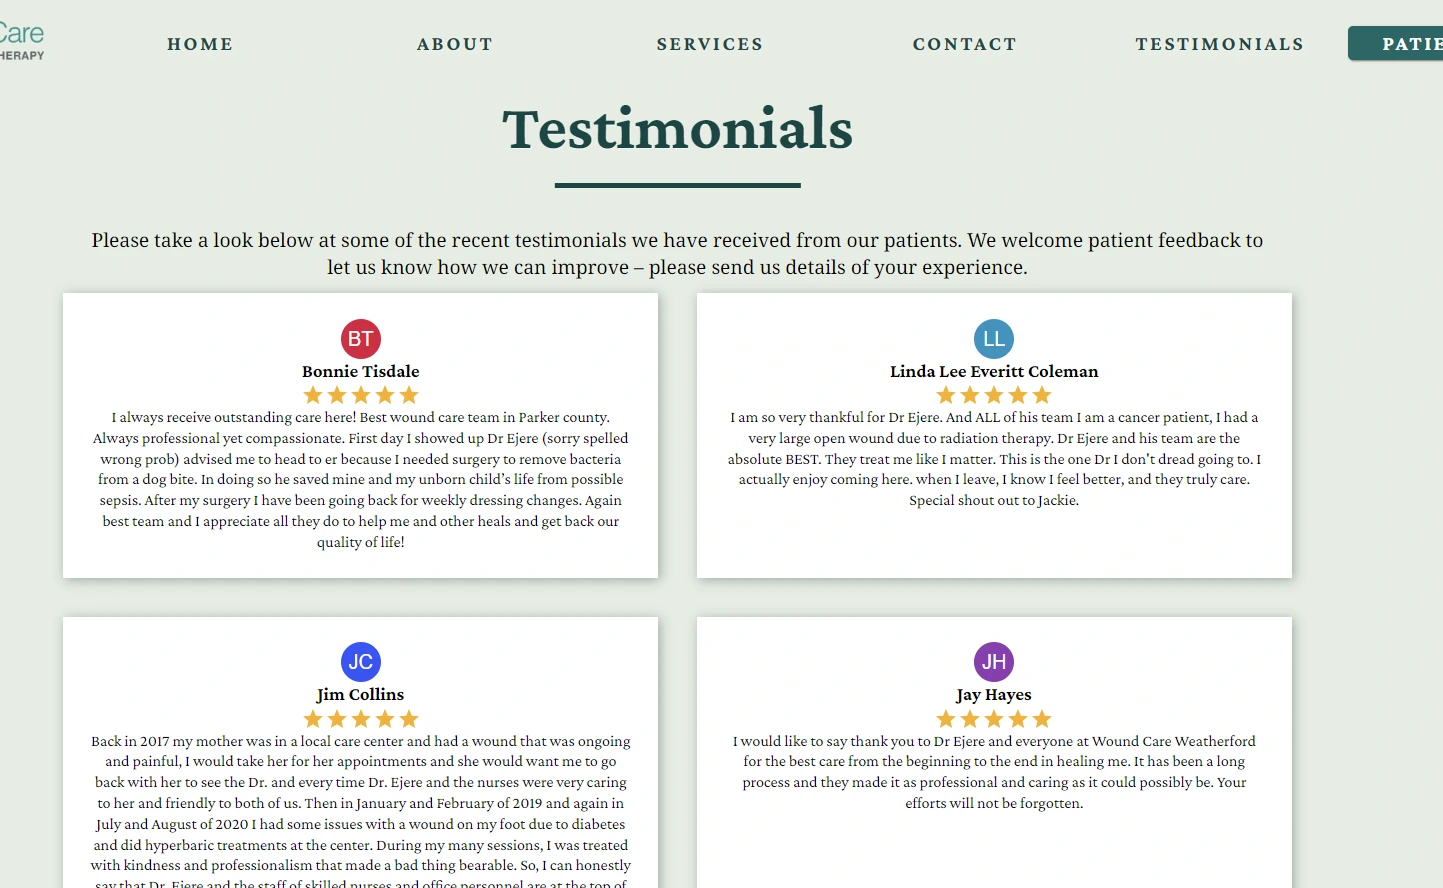 Care
HERAPY
HOME
ABOUT
SERVICES
CONTACT
TESTIMONIALS
PATIE
Testimonials
Please take a look below at some of the recent testimonials we have received from our patients. We welcome patient feedback to
let us know how we can improve – please send us details of your experience.
BT
Bonnie Tisdale
I always receive outstanding care here! Best wound care team in Parker county.
Always professional yet compassionate. First day I showed up Dr Ejere (sorry spelled
wrong prob) advised me to head to er because I needed surgery to remove bacteria
from a dog bite. In doing so he saved mine and my unborn child’s life from possible
sepsis. After my surgery I have been going back for weekly dressing changes. Again
best team and I appreciate all they do to help me and other heals and get back our
quality of life!
LL
Linda Lee Everitt Coleman
I am so very thankful for Dr Ejere. And ALL of his team I am a cancer patient, I had a
very large open wound due to radiation therapy. Dr Ejere and his team are the
absolute BEST. They treat me like I matter. This is the one Dr I don't dread going to. I
actually enjoy coming here. when I leave, I know I feel better, and they truly care.
Special shout out to Jackie.
JC
Jim Collins
Back in 2017 my mother was in a local care center and had a wound that was ongoing
and painful, I would take her for her appointments and she would want me to go
back with her to see the Dr. and every time Dr. Ejere and the nurses were very caring
to her and friendly to both of us. Then in January and February of 2019 and again in
July and August of 2020 I had some issues with a wound on my foot due to diabetes
and did hyperbaric treatments at the center. During my many sessions, I was treated
with kindness and professionalism that made a bad thing bearable. So, I can honestly
say that Dr. Ejere and the staff of skilled nurses and office personnel are at the top of
JH
Jay Hayes
I would like to say thank you to Dr Ejere and everyone at Wound Care Weatherford
for the best care from the beginning to the end in healing me. It has been a long
process and they made it as professional and caring as it could possibly be. Your
efforts will not be forgotten.